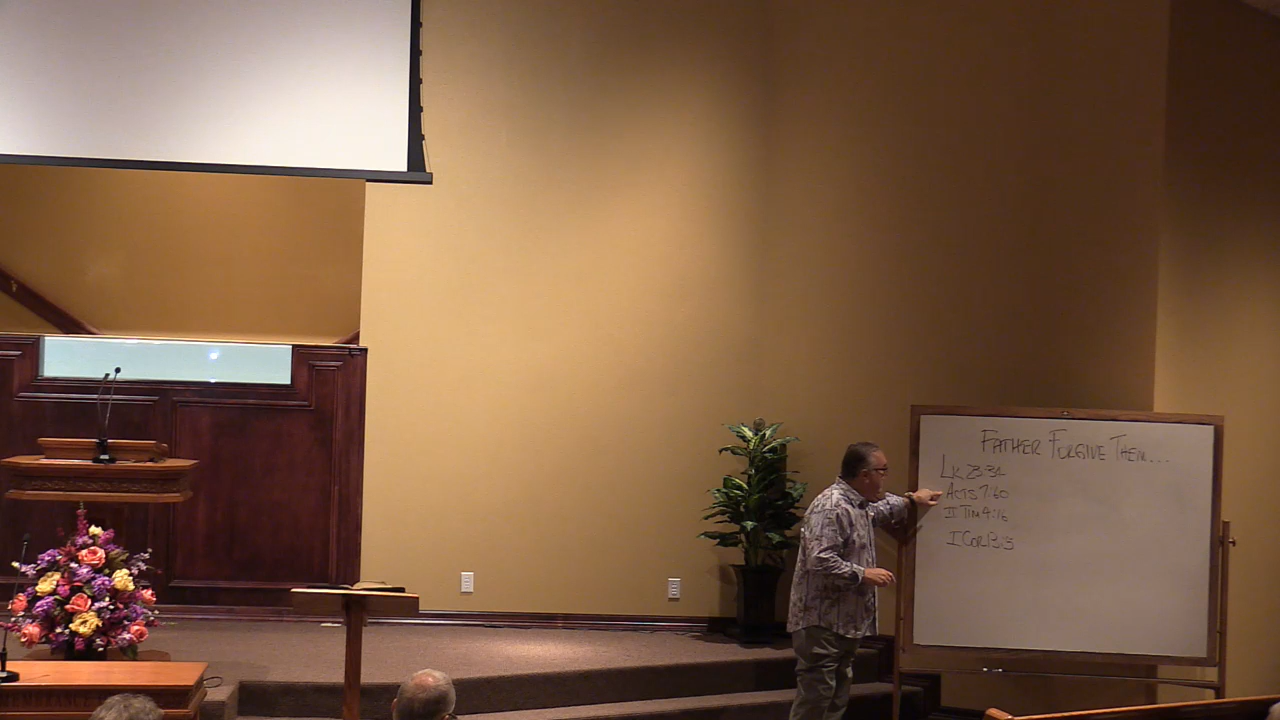 FATHER FORGIVE THEM...
LK 23:34
ACTS 7:60
II TIM 4:16
I COR 13:5